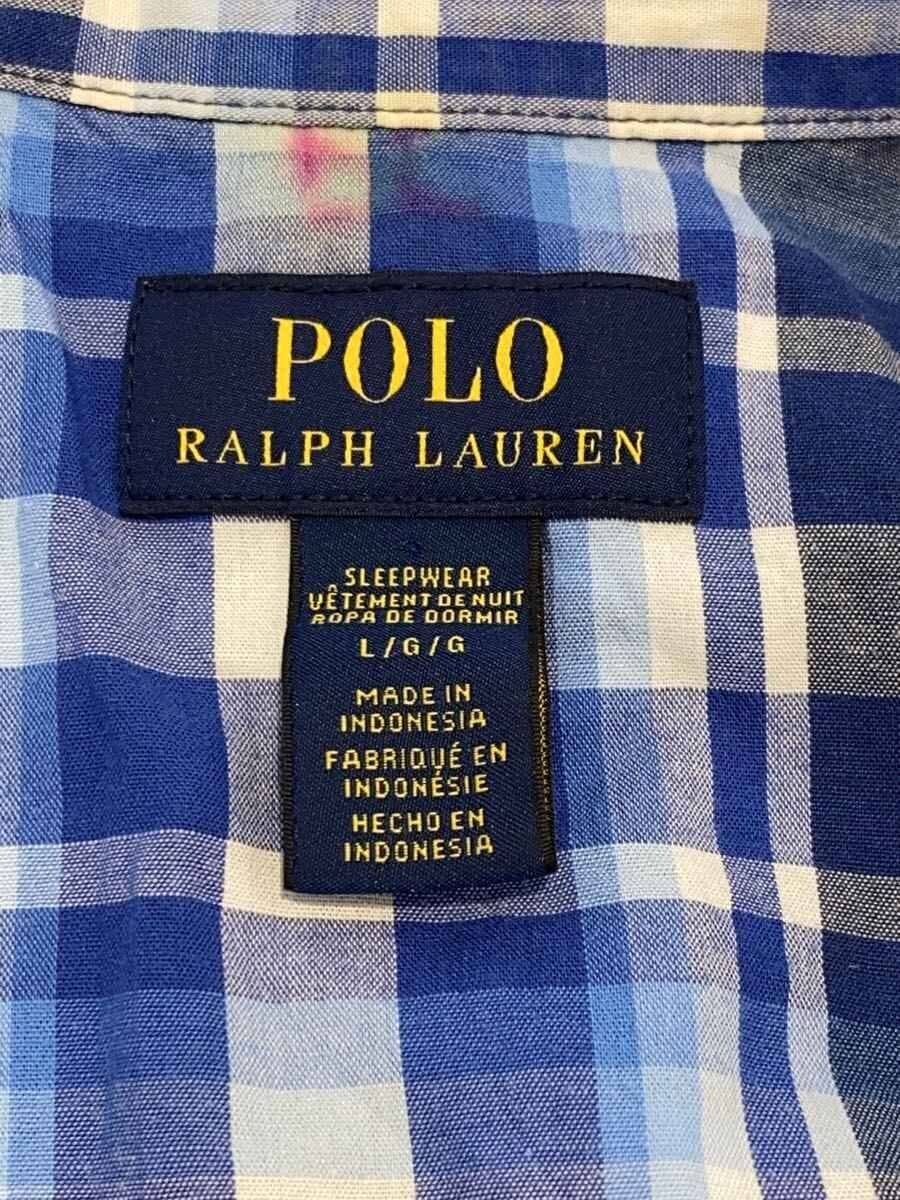 POLO
RALPH LAUREN
SLEEPWEAR
VÊTEMENT DE NUIT
ROPA DE DORMIR
L/G/G
MADE IN
INDONESIA
FABRIQUÉ EN
INDONÉSIE
HECHO EN
INDONESIA